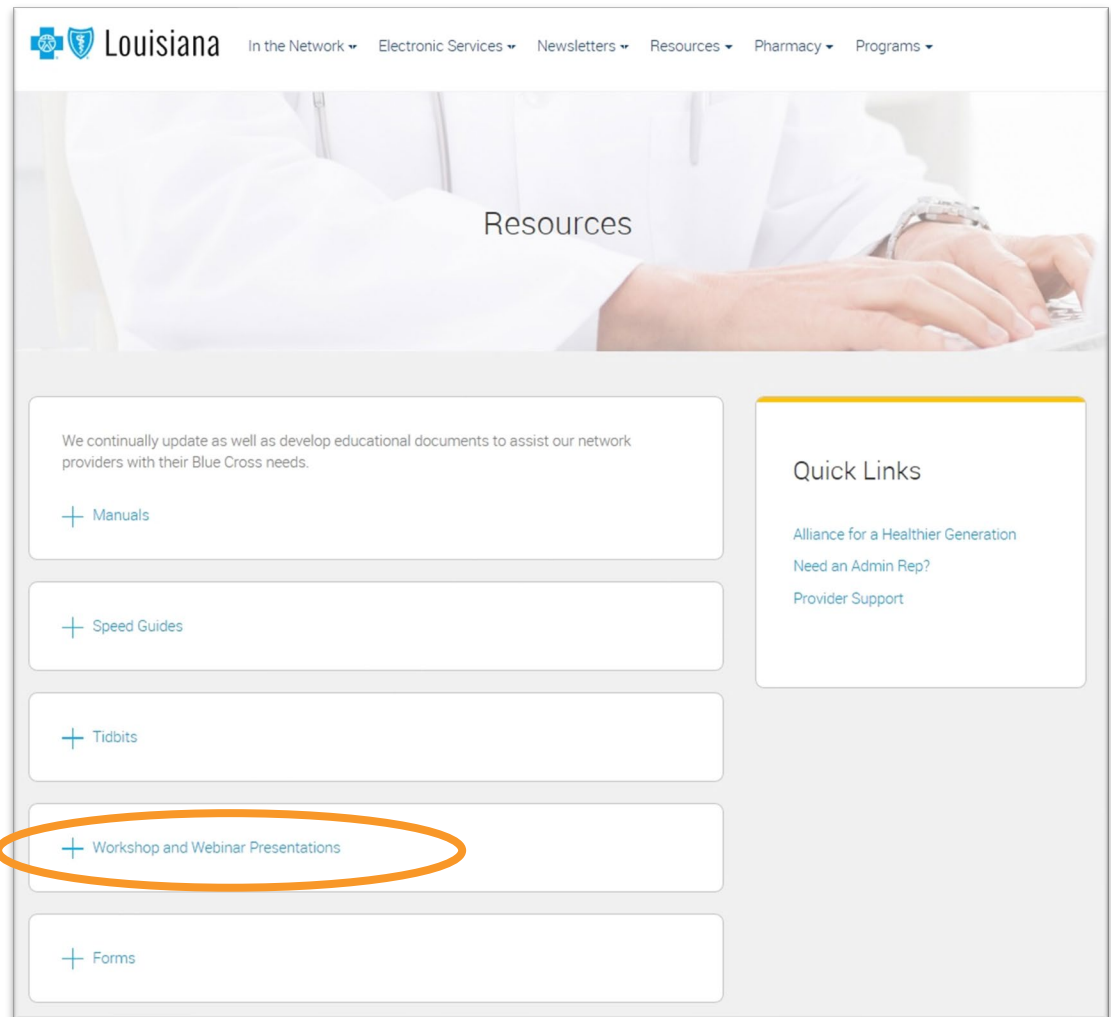 Louisiana
In the Network
Electronic Services
Newsletters
Resources
Pharmacy
Programs
Resources
We continually update as well as develop educational documents to assist our network
providers with their Blue Cross needs.
Manuals
Speed Guides
Tidbits
Workshop and Webinar Presentations
Forms
Quick Links
Alliance for a Healthier Generation
Need an Admin Rep?
Provider Support